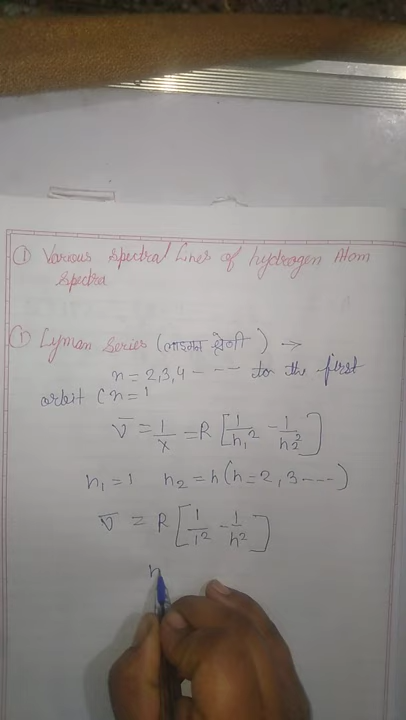 ① Various Spectral Lines of hydrogen Atom
Spectra
① Lyman Series (लाइमन श्रेणी) →
n = 2,3,4 - - --- to the first
orbit (n = 1
ν̅ = 1/λ = R [1/n₁² - 1/n₂²]
n₁ = 1 n₂ = n (n = 2, 3 ----)
ν̅ = R [1/1² - 1/n²]
n